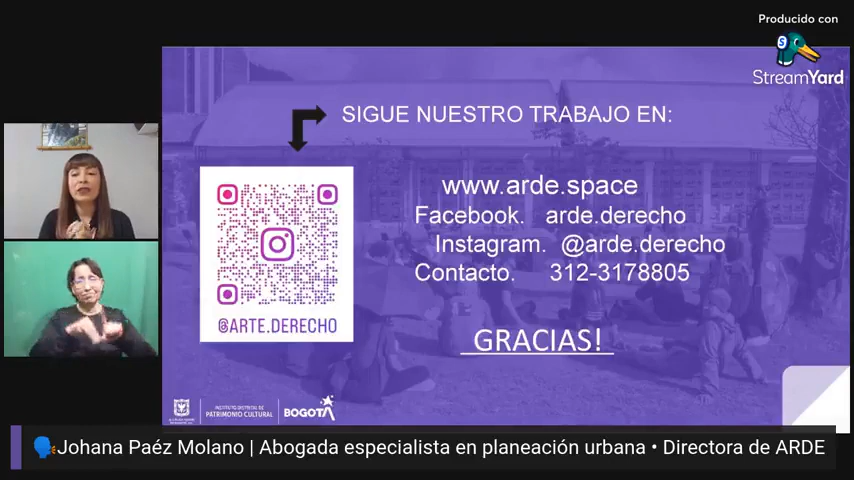 Producido con
StreamYard
SIGUE NUESTRO TRABAJO EN:
www.arde.space
Facebook. arde.derecho
Instagram. @arde.derecho
Contacto. 312-3178805
@ARTE.DERECHO
GRACIAS!
INSTITUTO DISTRITAL DE
PATRIMONIO CULTURAL
BOGOTÁ
Johana Paéz Molano | Abogada especialista en planeación urbana • Directora de ARDE